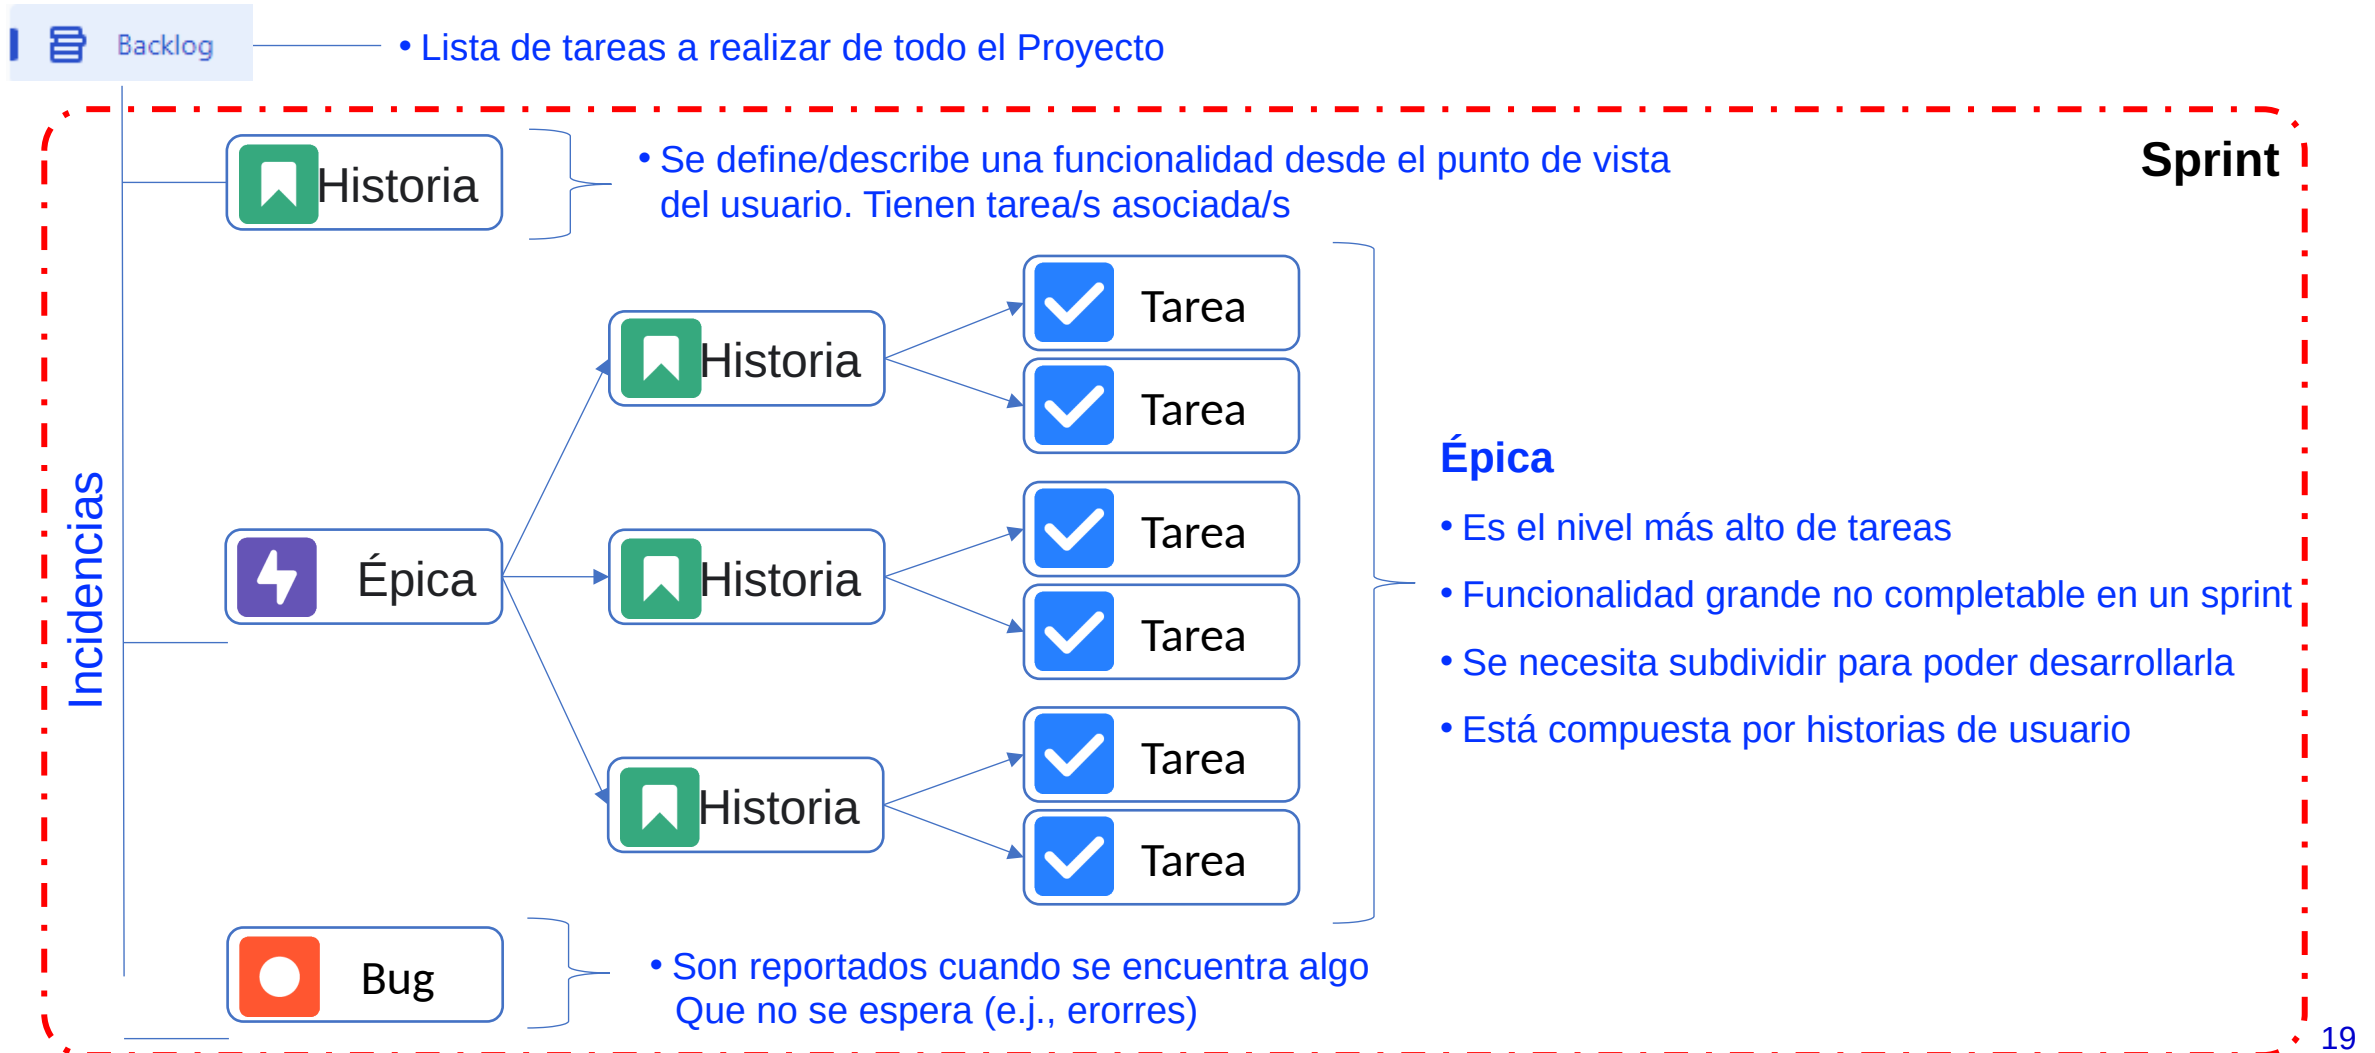 Backlog
• Lista de tareas a realizar de todo el Proyecto
Sprint
Historia
• Se define/describe una funcionalidad desde el punto de vista
del usuario. Tienen tarea/s asociada/s
Incidencias
Épica
Historia
Tarea
Tarea
Historia
Tarea
Tarea
Historia
Tarea
Tarea
Épica
• Es el nivel más alto de tareas
• Funcionalidad grande no completable en un sprint
• Se necesita subdividir para poder desarrollarla
• Está compuesta por historias de usuario
Bug
• Son reportados cuando se encuentra algo
Que no se espera (e.j., erorres)
19